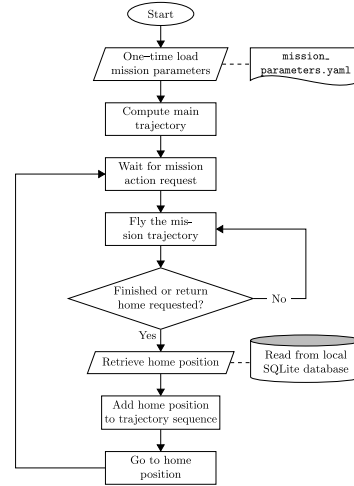 Start
One-time load
mission parameters
mission_
parameters.yaml
Compute main
trajectory
Wait for mission
action request
Fly the mis-
sion trajectory
Finished or return
home requested?
No
Yes
Retrieve home position
Read from local
SQLite database
Add home position
to trajectory sequence
Go to home
position